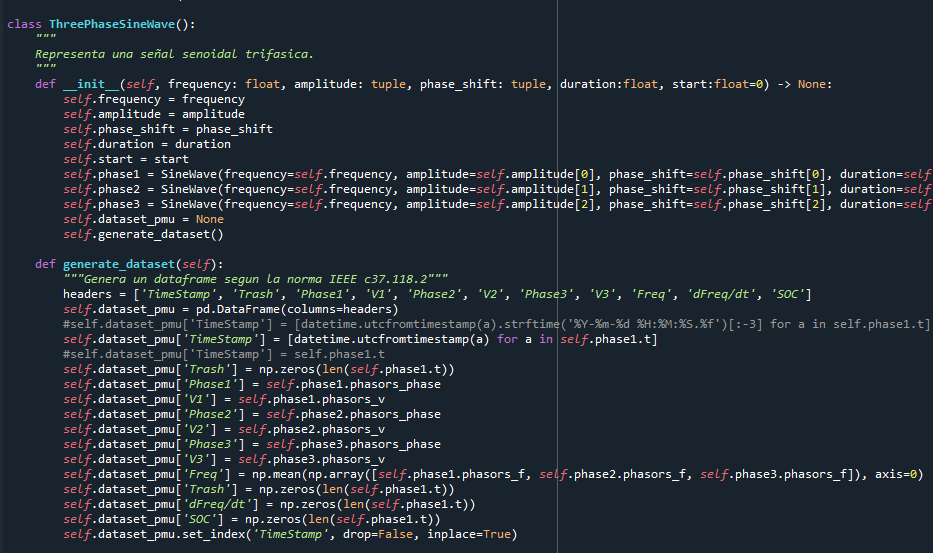 class ThreePhaseSineWave():
    """
    Representa una señal senoidal trifasica.
    """
    def __init__(self, frequency: float, amplitude: tuple, phase_shift: tuple, duration:float, start:float=0) -> None:
        self.frequency = frequency
        self.amplitude = amplitude
        self.phase_shift = phase_shift
        self.duration = duration
        self.start = start
        self.phase1 = SineWave(frequency=self.frequency, amplitude=self.amplitude[0], phase_shift=self.phase_shift[0], duration=self
        self.phase2 = SineWave(frequency=self.frequency, amplitude=self.amplitude[1], phase_shift=self.phase_shift[1], duration=self
        self.phase3 = SineWave(frequency=self.frequency, amplitude=self.amplitude[2], phase_shift=self.phase_shift[2], duration=self
        self.dataset_pmu = None
        self.generate_dataset()
    def generate_dataset(self):
        """Genera un dataframe segun la norma IEEE c37.118.2"""
        headers = ['TimeStamp', 'Trash', 'Phase1', 'V1', 'Phase2', 'V2', 'Phase3', 'V3', 'Freq', 'dFreq/dt', 'SOC']
        self.dataset_pmu = pd.DataFrame(columns=headers)
        #self.dataset_pmu['TimeStamp'] = [datetime.utcfromtimestamp(a).strftime('%Y-%m-%d %H:%M:%S.%f')[:-3] for a in self.phase1.t]
        self.dataset_pmu['TimeStamp'] = [datetime.utcfromtimestamp(a) for a in self.phase1.t]
        #self.dataset_pmu['TimeStamp'] = self.phase1.t
        self.dataset_pmu['Trash'] = np.zeros(len(self.phase1.t))
        self.dataset_pmu['Phase1'] = self.phase1.phasors_phase
        self.dataset_pmu['V1'] = self.phase1.phasors_v
        self.dataset_pmu['Phase2'] = self.phase2.phasors_phase
        self.dataset_pmu['V2'] = self.phase2.phasors_v
        self.dataset_pmu['Phase3'] = self.phase3.phasors_phase
        self.dataset_pmu['V3'] = self.phase3.phasors_v
        self.dataset_pmu['Freq'] = np.mean(np.array([self.phase1.phasors_f, self.phase2.phasors_f, self.phase3.phasors_f]), axis=0)
        self.dataset_pmu['Trash'] = np.zeros(len(self.phase1.t))
        self.dataset_pmu['dFreq/dt'] = np.zeros(len(self.phase1.t))
        self.dataset_pmu['SOC'] = np.zeros(len(self.phase1.t))
        self.dataset_pmu.set_index('TimeStamp', drop=False, inplace=True)